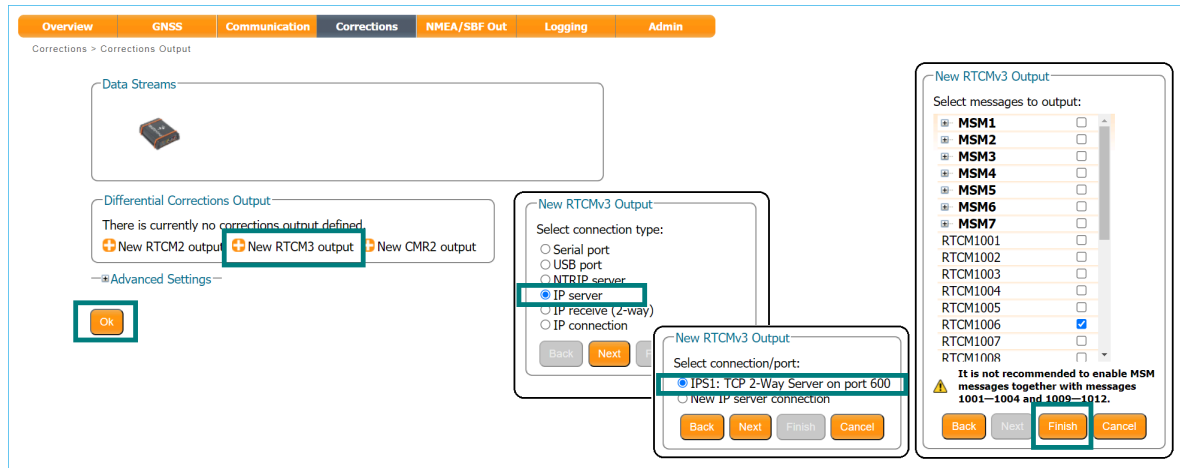 Overview GNSS Communication Corrections NMEA/SBF Out Logging Admin
Corrections > Corrections Output
Data Streams
Differential Corrections Output
There is currently no corrections output defined
New RTCM2 output New RTCM3 output New CMR2 output
Advanced Settings
Ok
New RTCMv3 Output
Select connection type:
Serial port
USB port
NTRIP server
IP server
IP receive (2-way)
IP connection
Back Next
New RTCMv3 Output
Select connection/port:
IPS1: TCP 2-Way Server on port 600
New IP server connection
Back Next Finish Cancel
New RTCMv3 Output
Select messages to output:
MSM1
MSM2
MSM3
MSM4
MSM5
MSM6
MSM7
RTCM1001
RTCM1002
RTCM1003
RTCM1004
RTCM1005
RTCM1006
RTCM1007
RTCM1008
It is not recommended to enable MSM
messages together with messages
1001—1004 and 1009—1012.
Back Next Finish Cancel